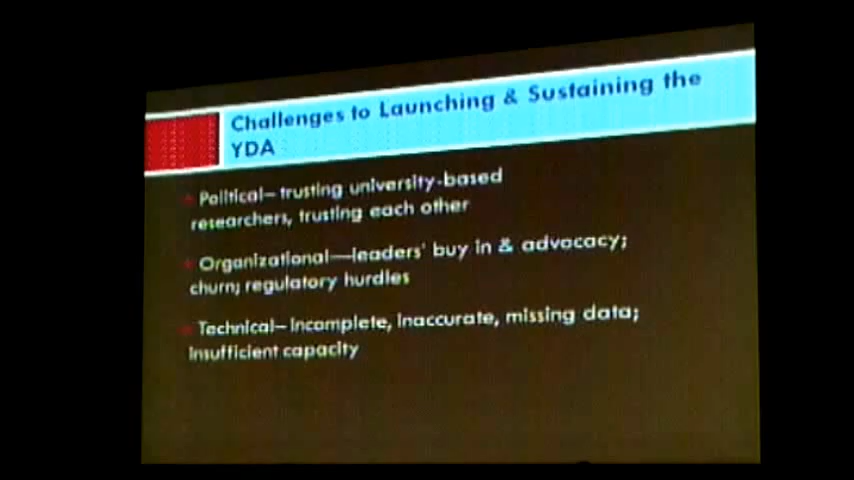 Challenges to Launching & Sustaining the
YDA
Political—trusting university-based
researchers, trusting each other
Organizational—leaders' buy in & advocacy;
churn; regulatory hurdles
Technical—incomplete, inaccurate, missing data;
insufficient capacity